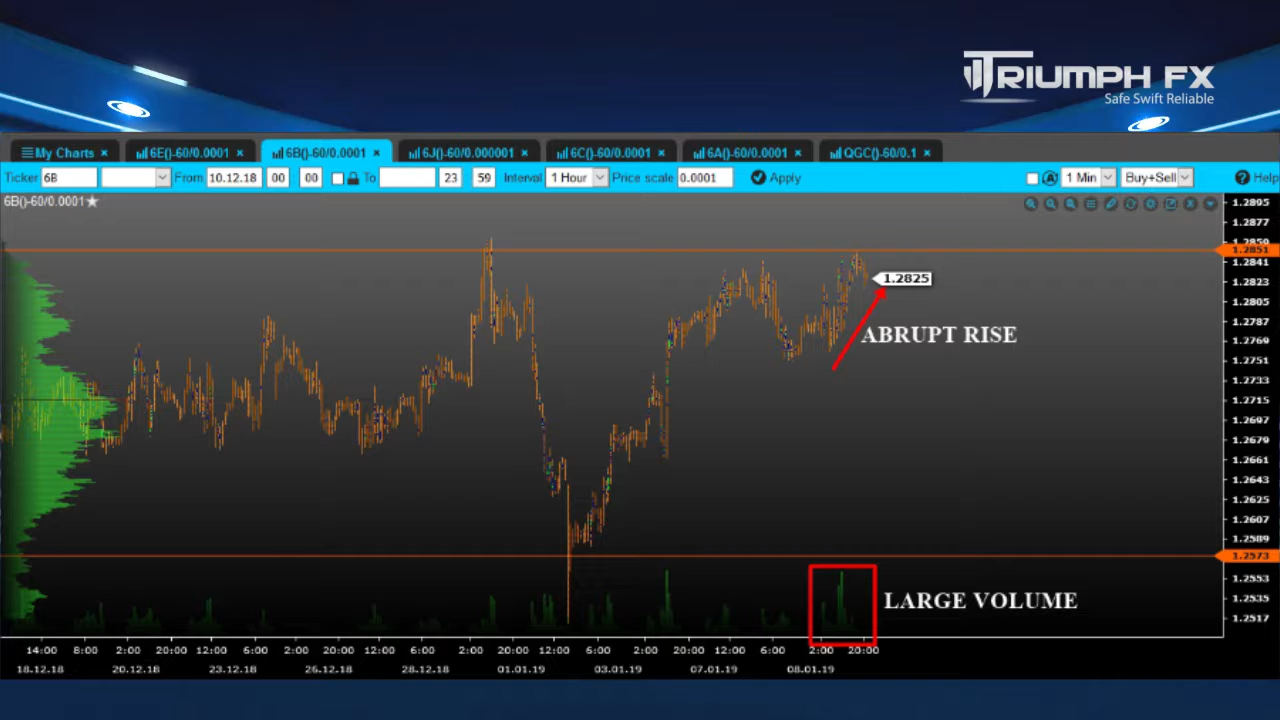 TRIUMPH FX
Safe Swift Reliable
My Charts × 6E()-60/0.0001 × 6B()-60/0.0001 × 6J()-60/0.000001 × 6C()-60/0.0001 × 6A()-60/0.0001 × QGC()-60/0.1 ×
Ticker 6B From 10.12.18 00 00 To 23 59 Interval 1 Hour Price scale 0.0001 Apply 1 Min Buy+Sell Help
6B()-60/0.0001★
1.2895
1.2877
1.2859
1.2851
1.2841
1.2825
1.2823
1.2805
1.2787
ABRUPT RISE
1.2769
1.2751
1.2733
1.2715
1.2697
1.2679
1.2661
1.2643
1.2625
1.2607
1.2589
1.2573
1.2553
LARGE VOLUME
1.2535
1.2517
14:00 8:00 2:00 20:00 12:00 6:00 2:00 20:00 12:00 6:00 2:00 20:00 12:00 6:00 2:00 20:00 12:00 6:00 2:00 20:00
18.12.18 20.12.18 23.12.18 26.12.18 28.12.18 01.01.19 03.01.19 07.01.19 08.01.19